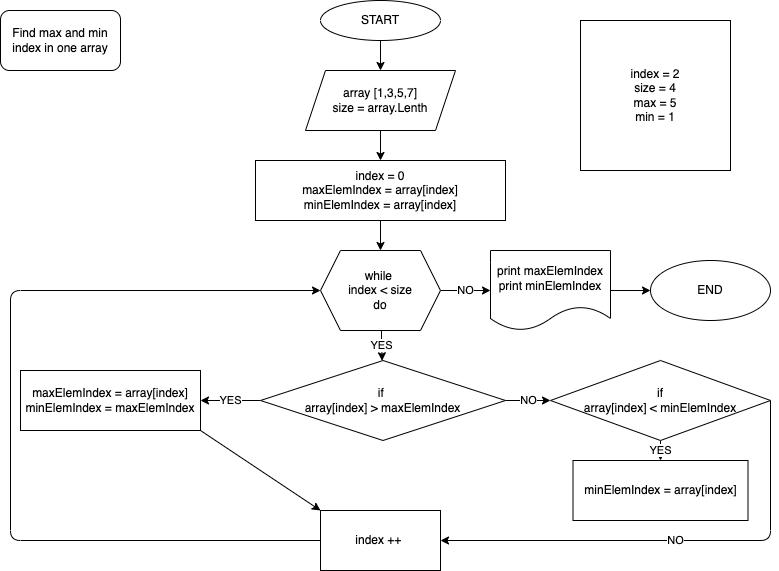 Find max and min
index in one array
START
array [1,3,5,7]
size = array.Lenth
index = 2
size = 4
max = 5
min = 1
index = 0
maxElemIndex = array[index]
minElemIndex = array[index]
while
index < size
do
NO
print maxElemIndex
print minElemIndex
END
YES
if
array[index] > maxElemIndex
YES
maxElemIndex = array[index]
minElemIndex = maxElemIndex
NO
if
array[index] < minElemIndex
YES
minElemIndex = array[index]
index ++
NO